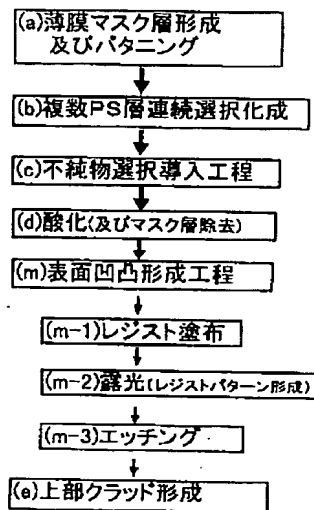 (a)薄膜マスク層形成
及びパタニング
(b)複数PS層連続選択化成
(c)不純物選択導入工程
(d)酸化(及びマスク層除去)
(m)表面凹凸形成工程
(m-1)レジスト塗布
(m-2)露光(レジストパターン形成)
(m-3)エッチング
(e)上部クラッド形成